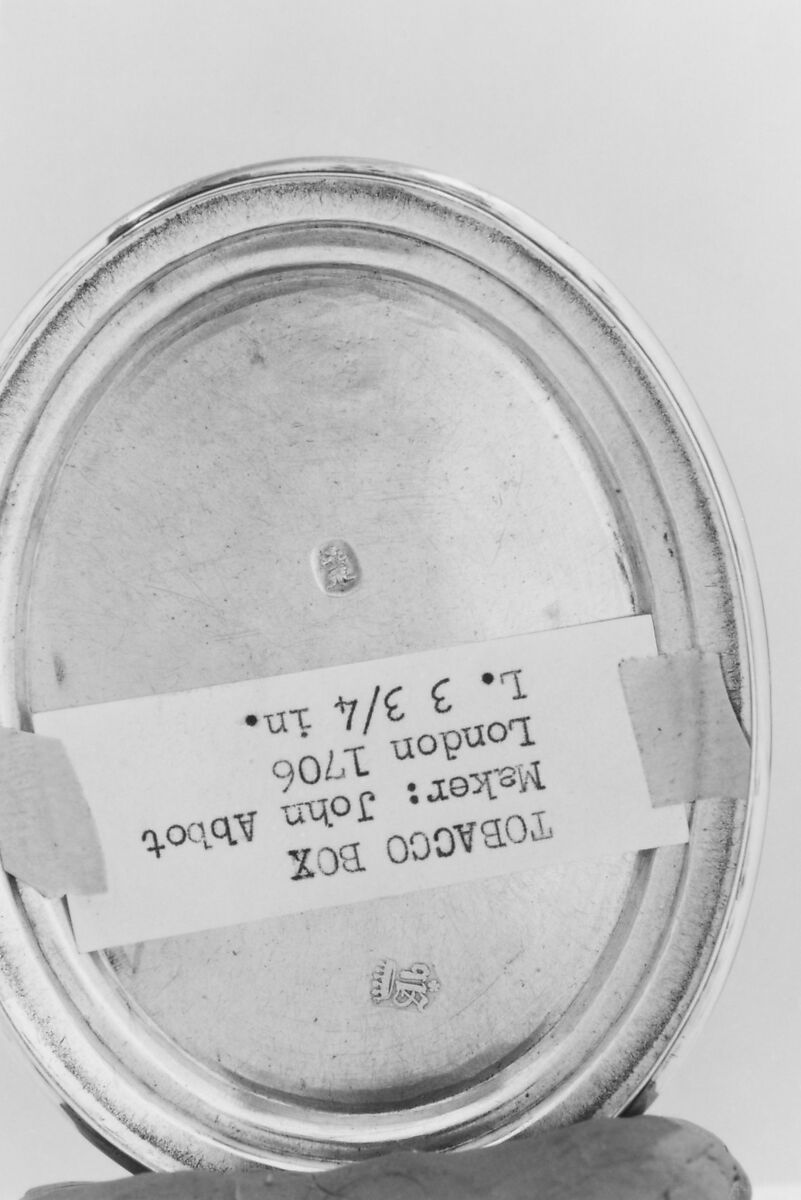 TOBACCO BOX
Maker: John Abbot
London 1706
L. 3 3/4 in.